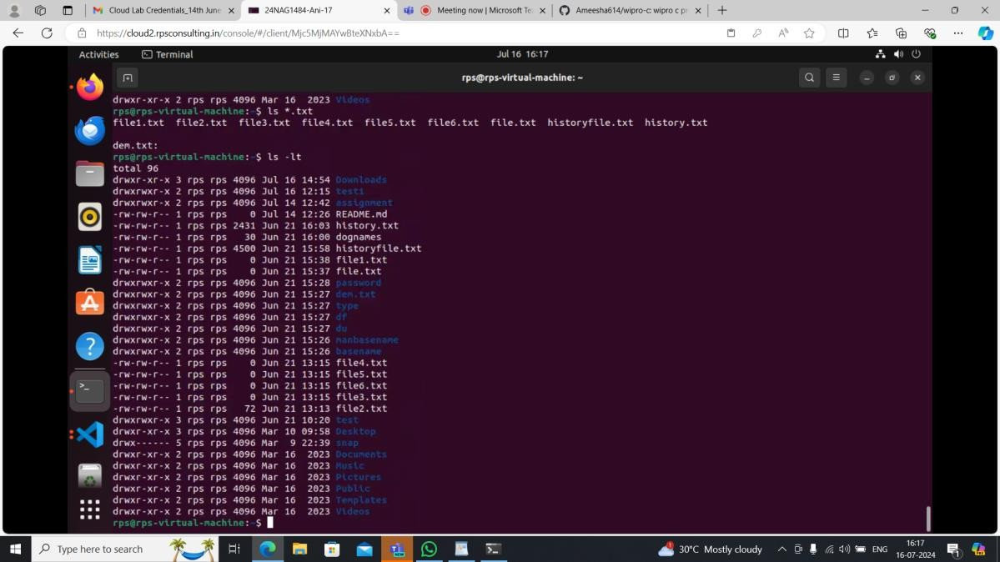 Cloud Lab Credentials_14th June
24NAG1484-Ani-17
Meeting now | Microsoft Te
Ameesha614/wipro-c: wipro c pr
https://cloud2.rpsconsulting.in/console/#/client/Mjc5MjMAYwBteXNxbA==
Activities
Terminal
Jul 16 16:17
rps@rps-virtual-machine: ~
drwxr-xr-x 2 rps rps 4096 Mar 16  2023 Videos
rps@rps-virtual-machine:~$ ls *.txt
file1.txt  file2.txt  file3.txt  file4.txt  file5.txt  file6.txt  file.txt  historyfile.txt  history.txt
dem.txt:
rps@rps-virtual-machine:~$ ls -lt
total 96
drwxr-xr-x 3 rps rps 4096 Jul 16 14:54 Downloads
drwxrwxr-x 2 rps rps 4096 Jul 16 12:15 test1
drwxrwxr-x 2 rps rps 4096 Jul 14 12:42 assignment
-rw-rw-r-- 1 rps rps    0 Jul 14 12:26 README.md
-rw-rw-r-- 1 rps rps 2431 Jun 21 16:03 history.txt
-rw-rw-r-- 1 rps rps   30 Jun 21 16:00 dognames
-rw-rw-r-- 1 rps rps 4500 Jun 21 15:58 historyfile.txt
-rw-rw-r-- 1 rps rps    0 Jun 21 15:38 file1.txt
-rw-rw-r-- 1 rps rps    0 Jun 21 15:37 file.txt
drwxrwxr-x 2 rps rps 4096 Jun 21 15:28 password
drwxrwxr-x 2 rps rps 4096 Jun 21 15:27 dem.txt
drwxrwxr-x 2 rps rps 4096 Jun 21 15:27 type
drwxrwxr-x 2 rps rps 4096 Jun 21 15:27 df
drwxrwxr-x 2 rps rps 4096 Jun 21 15:27 du
drwxrwxr-x 2 rps rps 4096 Jun 21 15:26 manbasename
drwxrwxr-x 2 rps rps 4096 Jun 21 15:26 basename
-rw-rw-r-- 1 rps rps    0 Jun 21 13:15 file4.txt
-rw-rw-r-- 1 rps rps    0 Jun 21 13:15 file5.txt
-rw-rw-r-- 1 rps rps    0 Jun 21 13:15 file6.txt
-rw-rw-r-- 1 rps rps    0 Jun 21 13:15 file3.txt
-rw-rw-r-- 1 rps rps   72 Jun 21 13:13 file2.txt
drwxrwxr-x 3 rps rps 4096 Jun 21 10:20 test
drwxr-xr-x 3 rps rps 4096 Mar 10 09:58 Desktop
drwx------ 5 rps rps 4096 Mar  9 22:39 snap
drwxr-xr-x 2 rps rps 4096 Mar 16  2023 Documents
drwxr-xr-x 2 rps rps 4096 Mar 16  2023 Music
drwxr-xr-x 2 rps rps 4096 Mar 16  2023 Pictures
drwxr-xr-x 2 rps rps 4096 Mar 16  2023 Public
drwxr-xr-x 2 rps rps 4096 Mar 16  2023 Templates
drwxr-xr-x 2 rps rps 4096 Mar 16  2023 Videos
rps@rps-virtual-machine:~$
Type here to search
30°C Mostly cloudy
ENG
16:17
16-07-2024